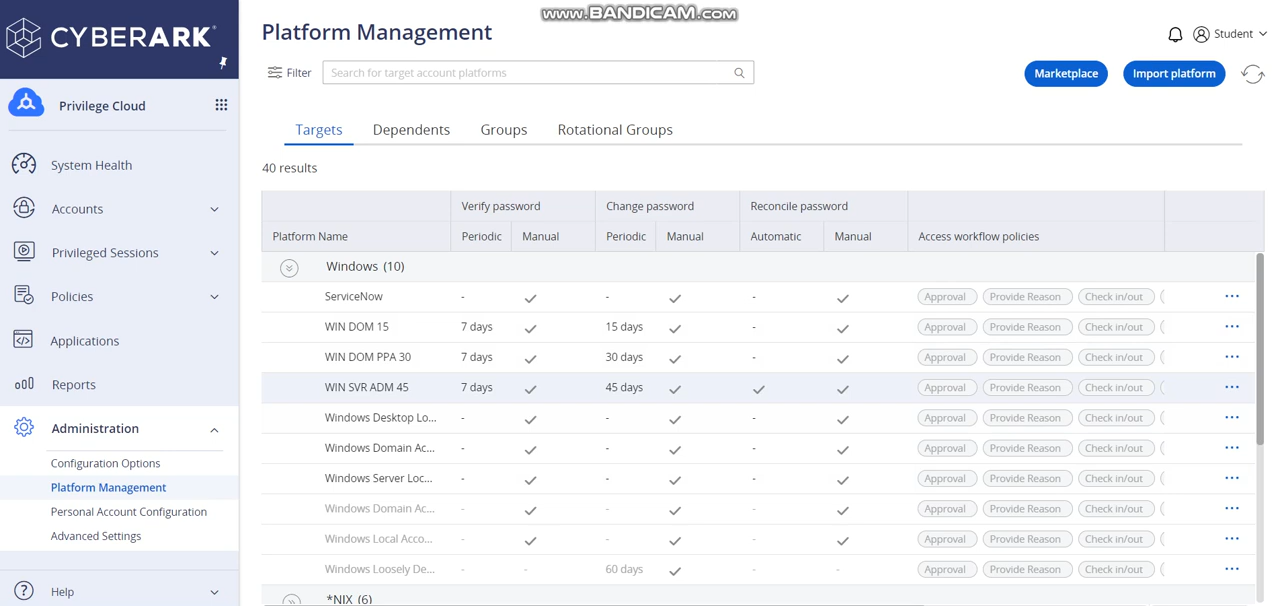 www.BANDICAM.com
CYBERARK
Platform Management
Student
Filter
Search for target account platforms
Marketplace
Import platform
Privilege Cloud
System Health
Accounts
Privileged Sessions
Policies
Applications
Reports
Administration
Configuration Options
Platform Management
Personal Account Configuration
Advanced Settings
Help
Targets Dependents Groups Rotational Groups
40 results
Verify password Change password Reconcile password
Platform Name Periodic Manual Periodic Manual Automatic Manual Access workflow policies
Windows (10)
ServiceNow - - - Approval Provide Reason Check in/out
WIN DOM 15 7 days 15 days - Approval Provide Reason Check in/out
WIN DOM PPA 30 7 days 30 days - Approval Provide Reason Check in/out
WIN SVR ADM 45 7 days 45 days Approval Provide Reason Check in/out
Windows Desktop Lo... - - - Approval Provide Reason Check in/out
Windows Domain Ac... - - - Approval Provide Reason Check in/out
Windows Server Loc... - - - Approval Provide Reason Check in/out
Windows Domain Ac... - - - Approval Provide Reason Check in/out
Windows Local Acco... - - - Approval Provide Reason Check in/out
Windows Loosely De... - - 60 days - - Approval Provide Reason Check in/out
*NIX (6)